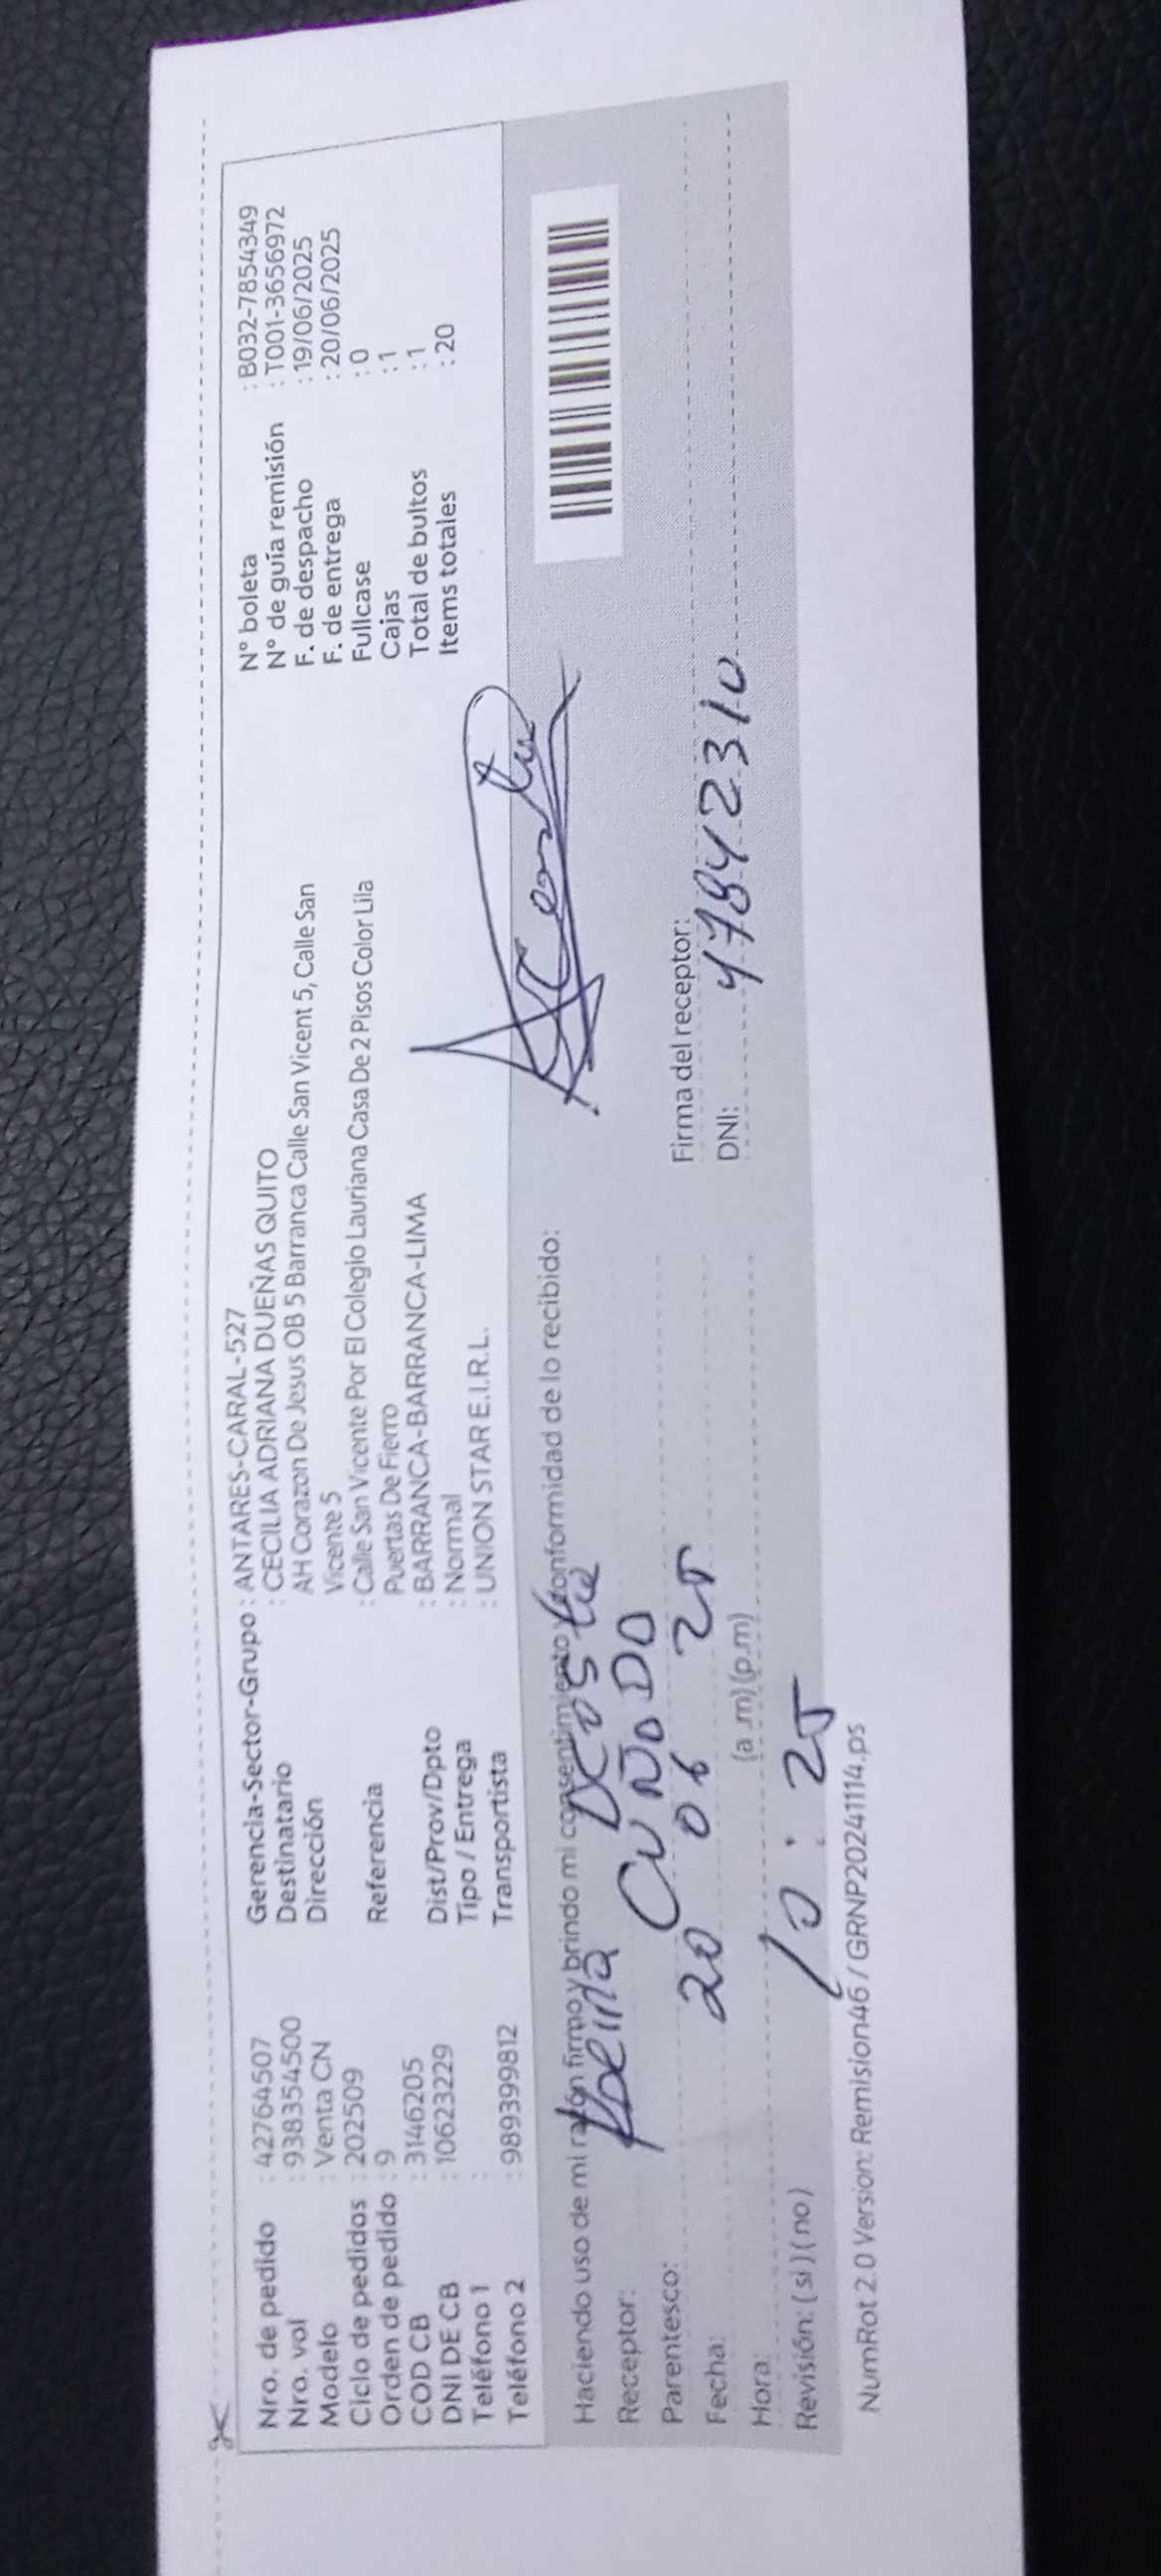 Nro. de pedido : 42764507
Nro. vol : 938354500
Modelo : Venta CN
Ciclo de pedidos : 202509
Orden de pedido : 9
COD CB : 3146205
DNI DE CB : 10623229
Teléfono 1 :
Teléfono 2 : 989399812
Gerencia-Sector-Grupo : ANTARES-CARAL-527
Destinatario : CECILIA ADRIANA DUEÑAS QUITO
Dirección AH Corazon De Jesus OB 5 Barranca Calle San Vicent 5, Calle San
Vicente 5
Referencia : Calle San Vicente Por El Colegio Lauriana Casa De 2 Pisos Color Lila
Puertas De Fierro
Dist/Prov/Dpto : BARRANCA-BARRANCA-LIMA
Tipo / Entrega : Normal
Transportista : UNION STAR E.I.R.L.
N° boleta : B032-7854349
N° de guía remisión : T001-3656972
F. de despacho : 19/06/2025
F. de entrega : 20/06/2025
Fullcase : 0
Cajas : 1
Total de bultos : 1
Items totales : 20
Haciendo uso de mi razón firmo y brindo mi consentimiento y conformidad de lo recibido:
Receptor:
Parentesco: CUÑADO
Fecha: 20 06 25
Hora: 10:25 (a.m) (p.m)
Revisión: (si) (no)
Firma del receptor:
DNI: 47842310
NumRot 2.0 Version: Remision46 / GRNP20241114.ps